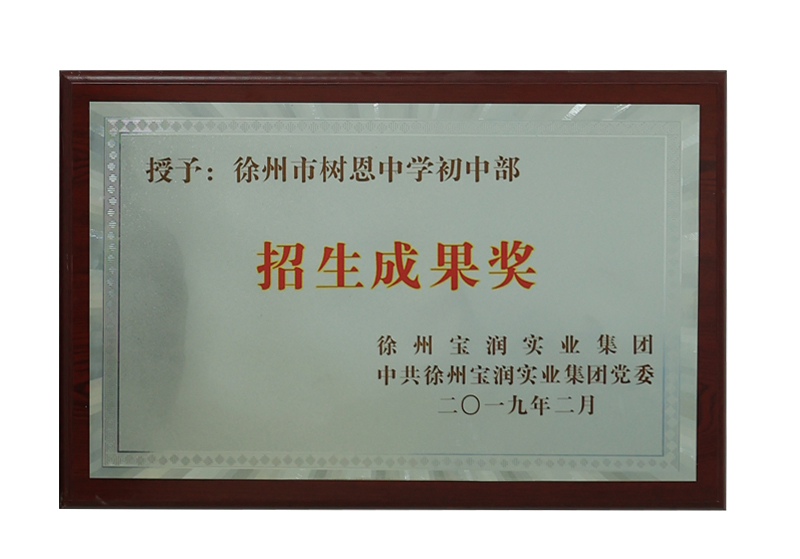 授予：徐州市树恩中学初中部
招生成果奖
徐州宝润实业集团
中共徐州宝润实业集团党委
二〇一九年二月